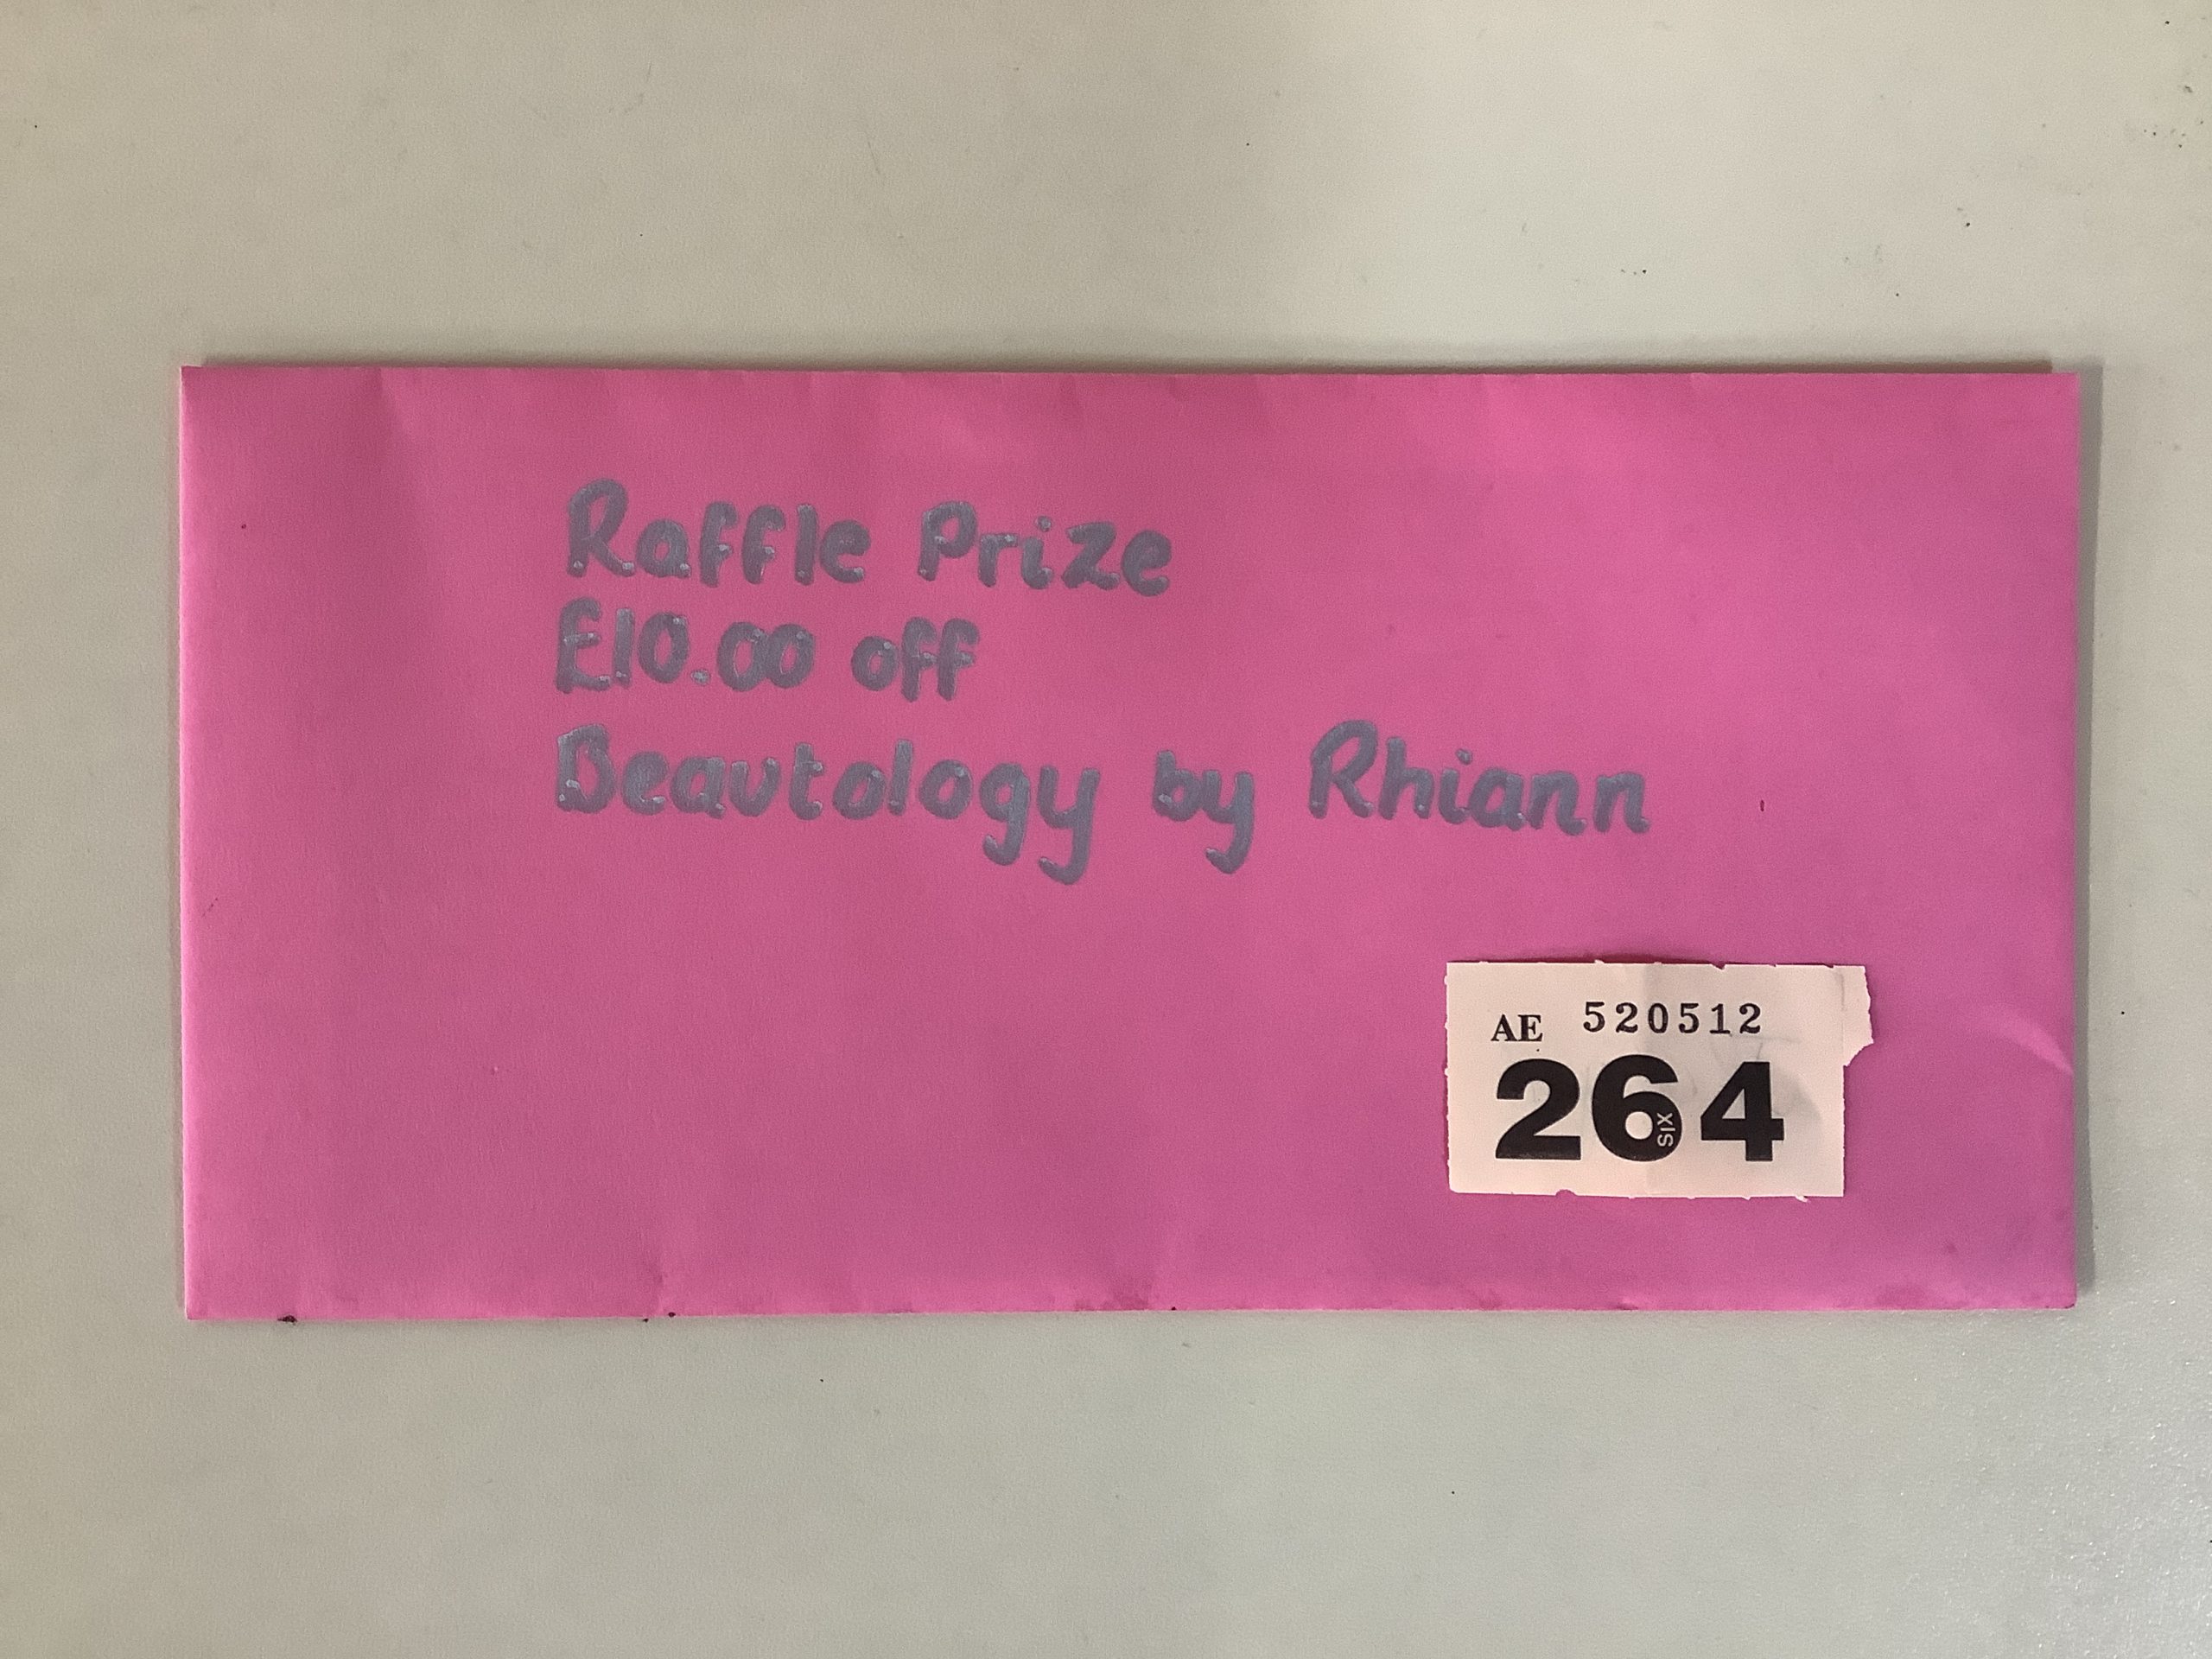 Raffle Prize
£10.00 off
Beautology by Rhiann
AE 520512
264
SIX